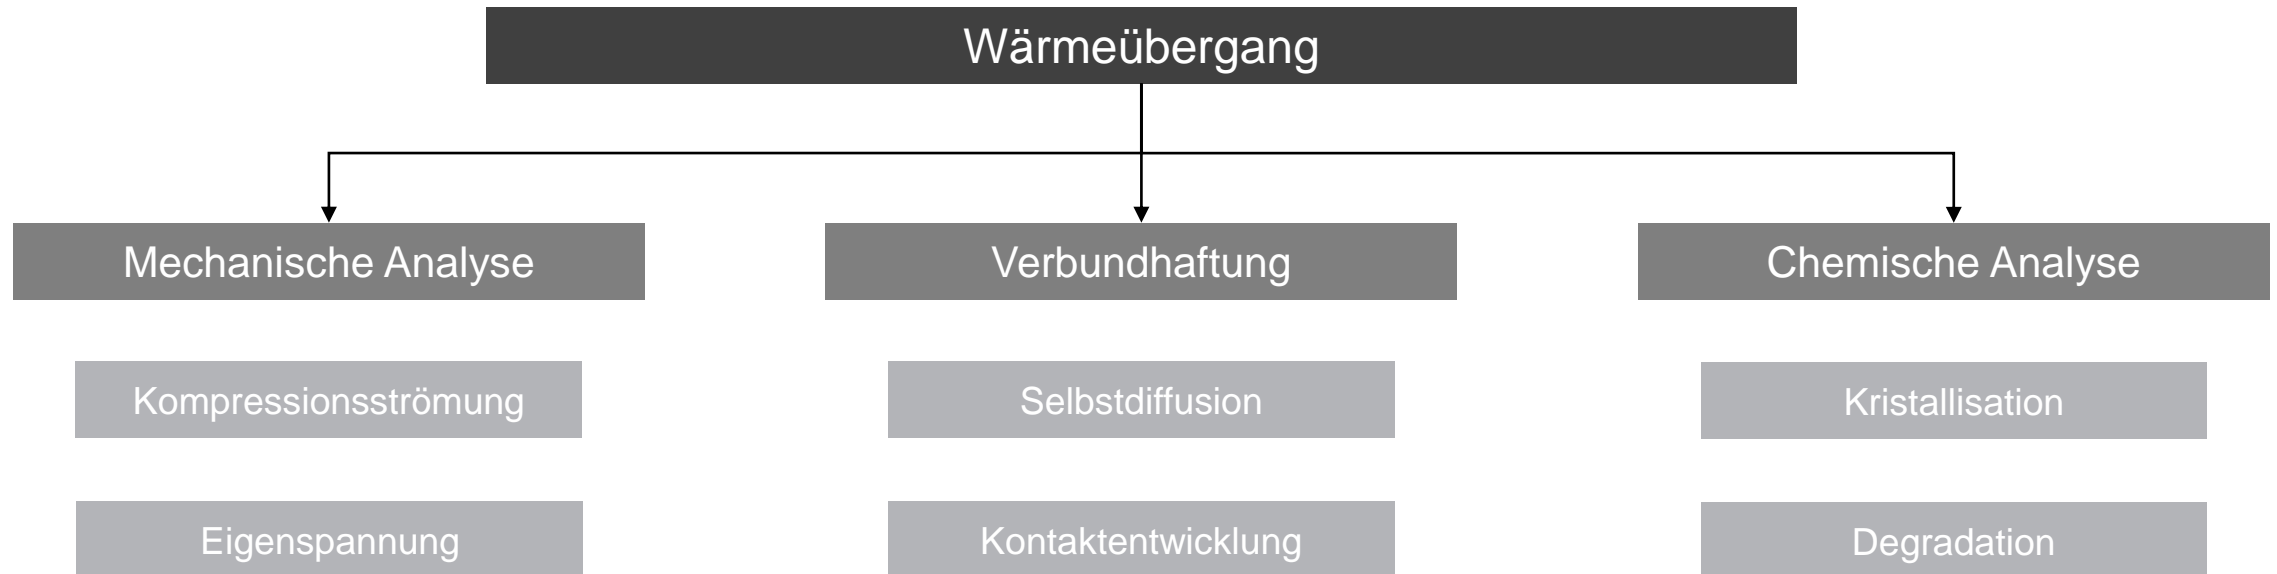 Wärmeübergang
Mechanische Analyse
Verbundhaftung
Chemische Analyse
Kompressionsströmung
Selbstdiffusion
Kristallisation
Eigenspannung
Kontaktentwicklung
Degradation